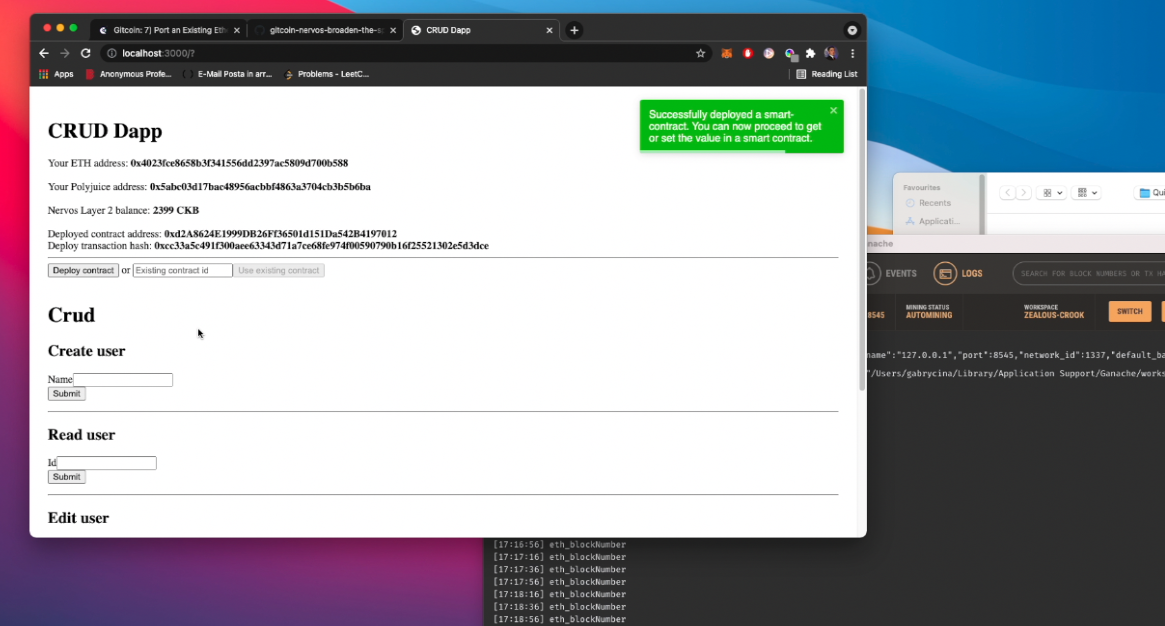 Gitcoin: 7) Port an Existing Eth
gitcoin-nervos-broaden-the-s
CRUD Dapp
localhost:3000/?
Apps
Anonymous Profe...
E-Mail Posta in arr...
Problems - LeetC...
Reading List
CRUD Dapp
Successfully deployed a smart-
contract. You can now proceed to get
or set the value in a smart contract.
Your ETH address: 0x4023fce8658b3f341556dd2397ac5809d700b588
Your Polyjuice address: 0x5abc03d17bac48956acbbf4863a3704cb3b5b6ba
Nervos Layer 2 balance: 2399 CKB
Deployed contract address: 0xd2A8624E1999DB26Ff36501d151Da542B4197012
Deploy transaction hash: 0xcc33a5c491f300aee63343d71a7ce68fe974f00590790b16f25521302e5d3dce
Deploy contract or Existing contract id Use existing contract
Crud
Create user
Name
Submit
Read user
Id
Submit
Edit user
Favourites
Recents
Applicati...
Qui
nache
EVENTS
LOGS
SEARCH FOR BLOCK NUMBERS OR TX HA
8545
MINING STATUS
AUTOMINING
WORKSPACE
ZEALOUS-CROOK
SWITCH
name":"127.0.0.1","port":8545,"network_id":1337,"default_ba
"/Users/gabrycina/Library/Application Support/Ganache/works
[17:16:56] eth_blockNumber
[17:17:16] eth_blockNumber
[17:17:36] eth_blockNumber
[17:17:56] eth_blockNumber
[17:18:16] eth_blockNumber
[17:18:36] eth_blockNumber
[17:18:56] eth_blockNumber